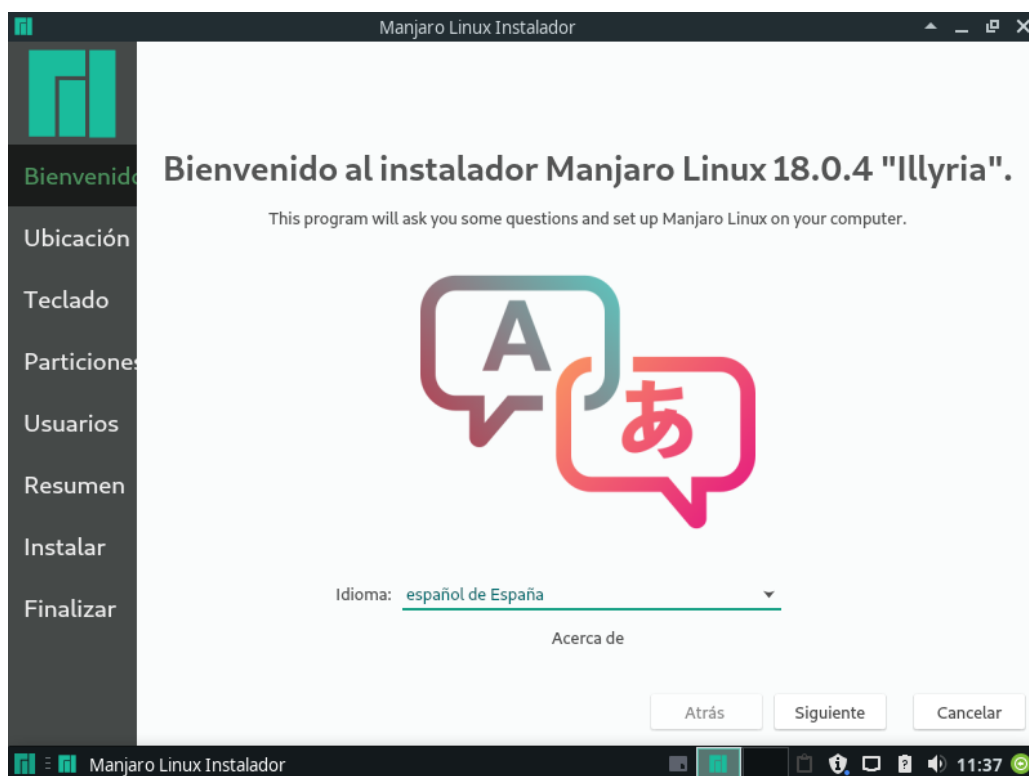 Manjaro Linux Instalador
Bienvenido
Ubicación
Teclado
Particiones
Usuarios
Resumen
Instalar
Finalizar
Bienvenido al instalador Manjaro Linux 18.0.4 "Illyria".
This program will ask you some questions and set up Manjaro Linux on your computer.
A
あ
Idioma: español de España
Acerca de
Atrás Siguiente Cancelar
Manjaro Linux Instalador 11:37